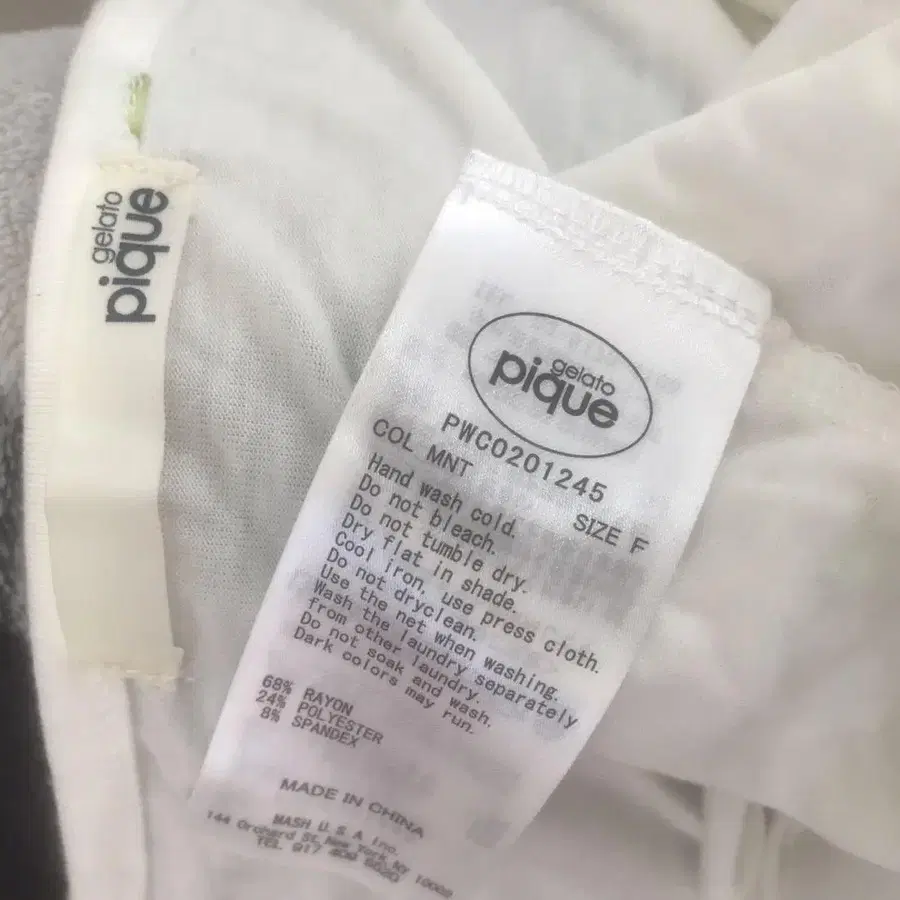 gelato
pique
gelato
pique
PWC0201245
COL MNT SIZE F
Hand wash cold.
Do not bleach.
Do not tumble dry.
Dry flat in shade.
Cool iron, use press cloth.
Do not dryclean.
Use the net when washing.
Wash the laundry separately
from other laundry.
Do not soak and wash.
Dark colors may run.
68% RAYON
24% POLYESTER
8% SPANDEX
MADE IN CHINA
MASH U.S.A Inc.
144 Orchard St, New York, NY 10002
TEL 917